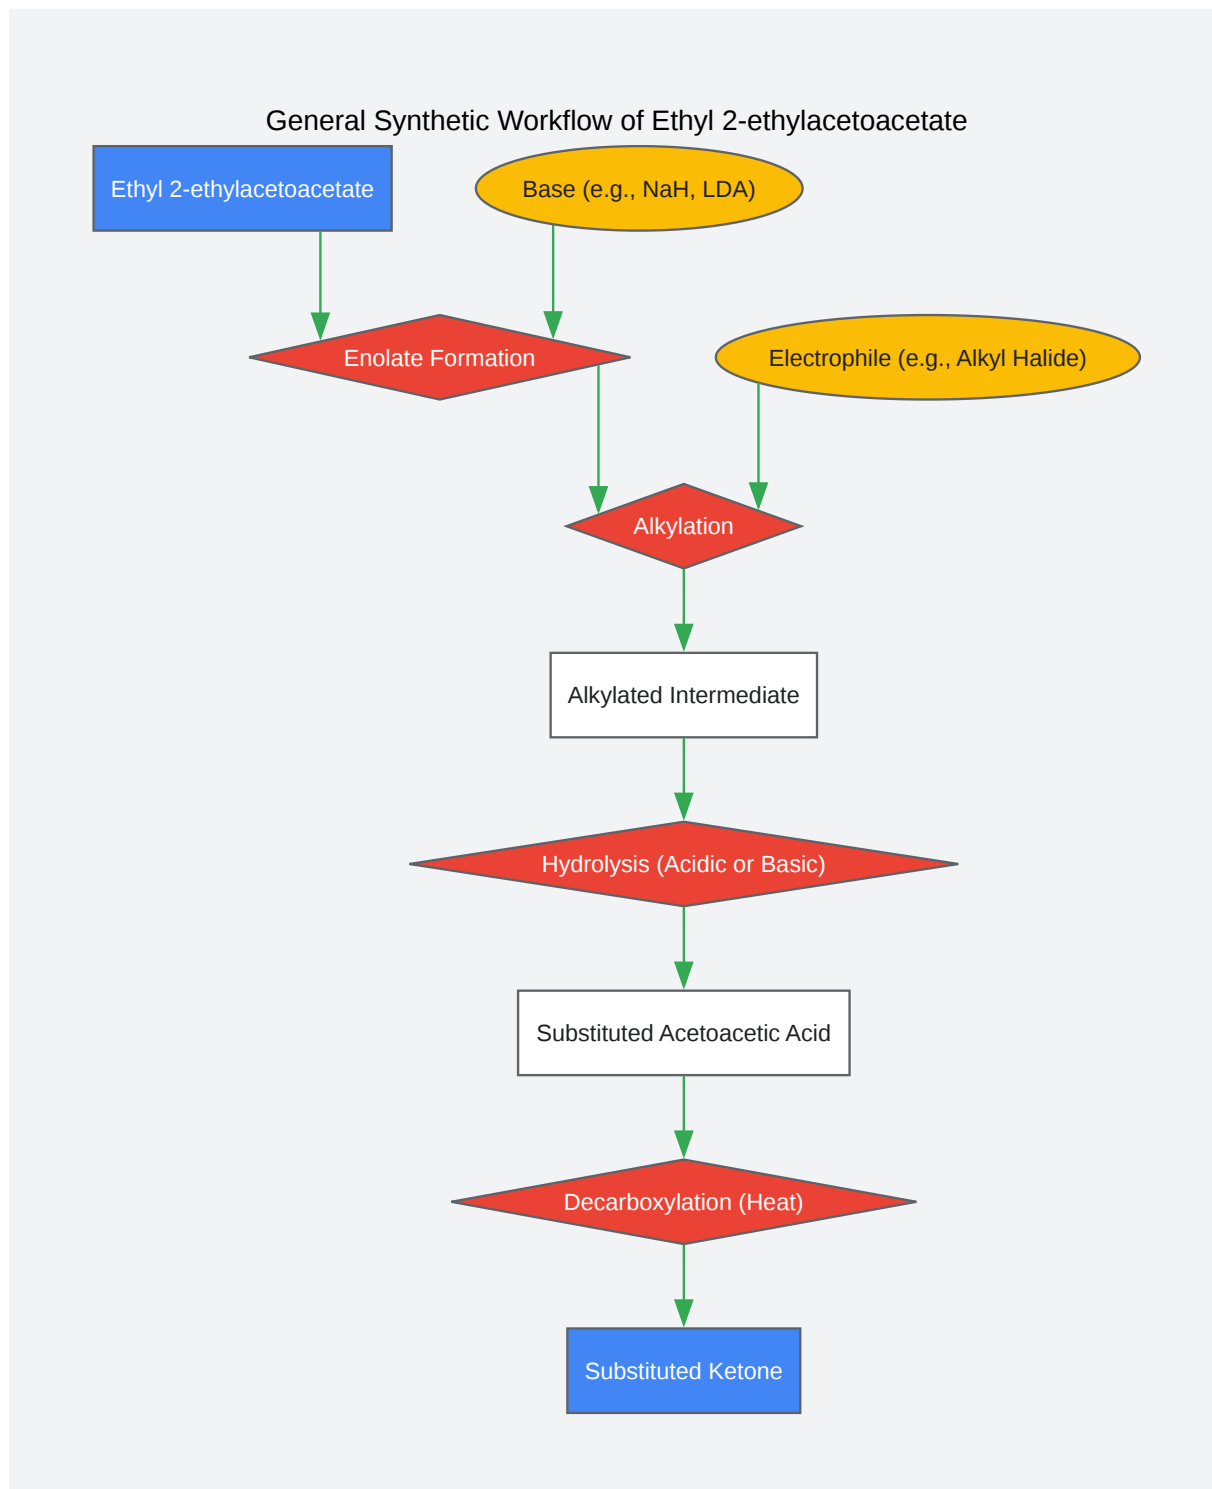 General Synthetic Workflow of Ethyl 2-ethylacetoacetate
Ethyl 2-ethylacetoacetate
Base (e.g., NaH, LDA)
Enolate Formation
Electrophile (e.g., Alkyl Halide)
Alkylation
Alkylated Intermediate
Hydrolysis (Acidic or Basic)
Substituted Acetoacetic Acid
Decarboxylation (Heat)
Substituted Ketone